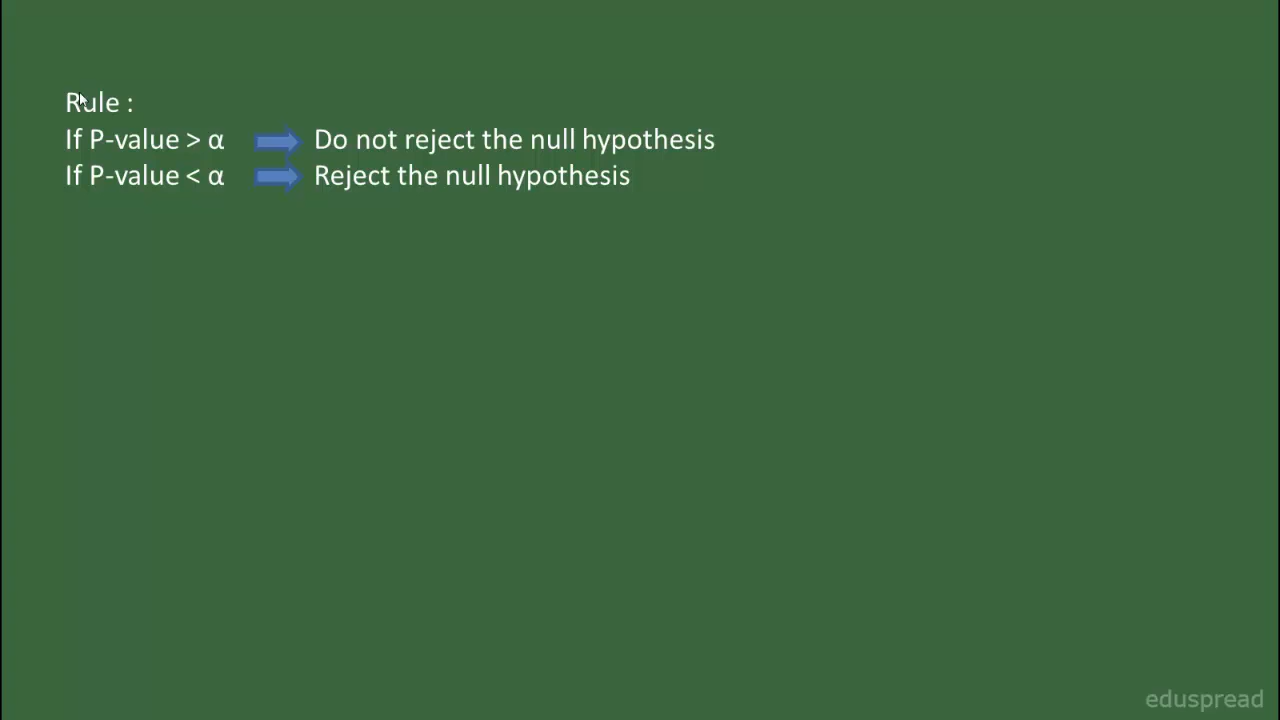 Rule :
If P-value > α Do not reject the null hypothesis
If P-value < α Reject the null hypothesis
eduspread